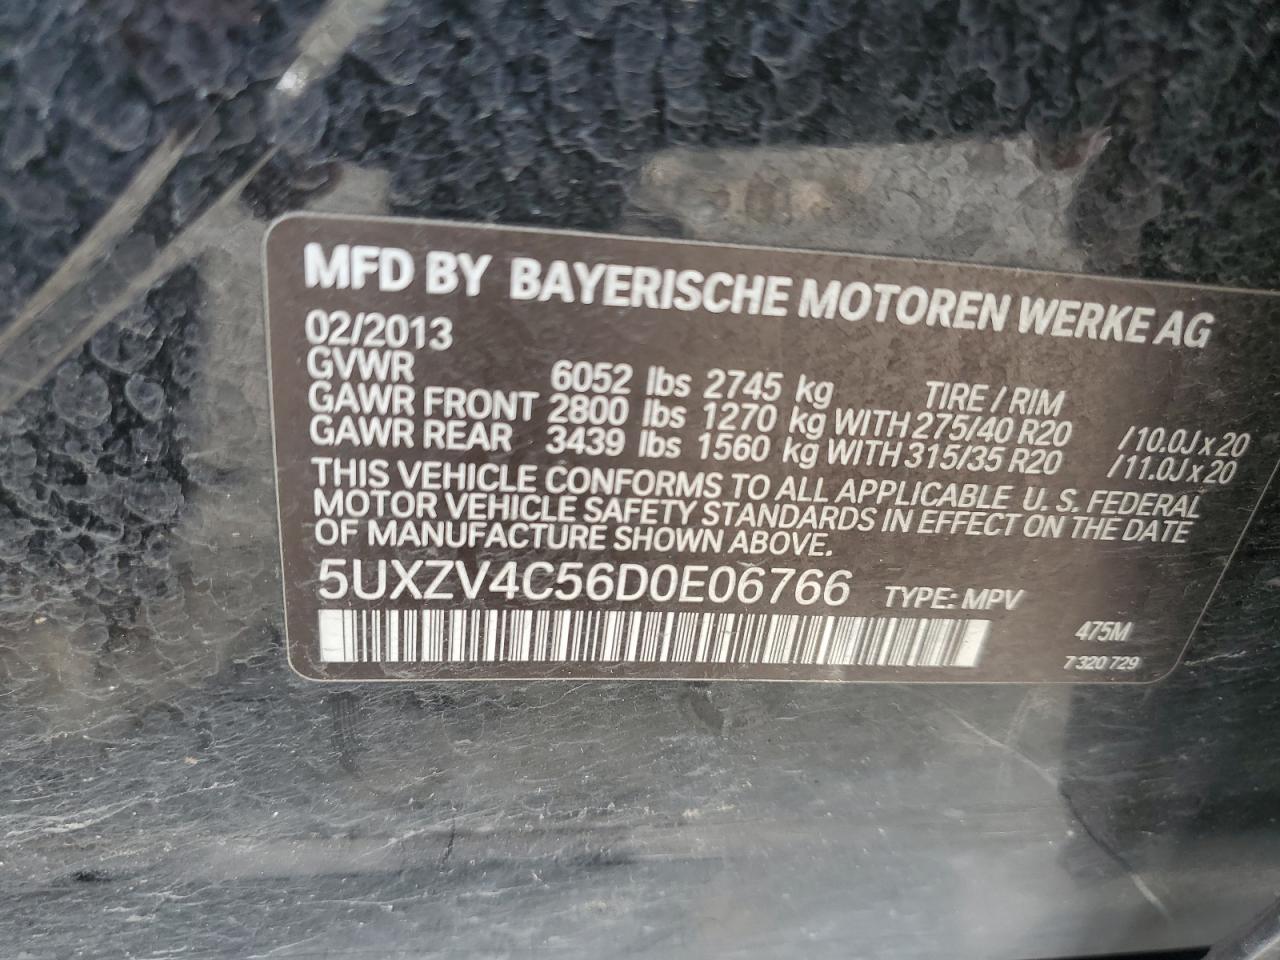 MFD BY BAYERISCHE MOTOREN WERKE AG
02/2013
GVWR 6052 lbs 2745 kg TIRE / RIM
GAWR FRONT 2800 lbs 1270 kg WITH 275/40 R20 /10.0J x 20
GAWR REAR 3439 lbs 1560 kg WITH 315/35 R20 /11.0J x 20
THIS VEHICLE CONFORMS TO ALL APPLICABLE U. S. FEDERAL
MOTOR VEHICLE SAFETY STANDARDS IN EFFECT ON THE DATE
OF MANUFACTURE SHOWN ABOVE.
5UXZV4C56D0E06766 TYPE: MPV
475M
7 320 729